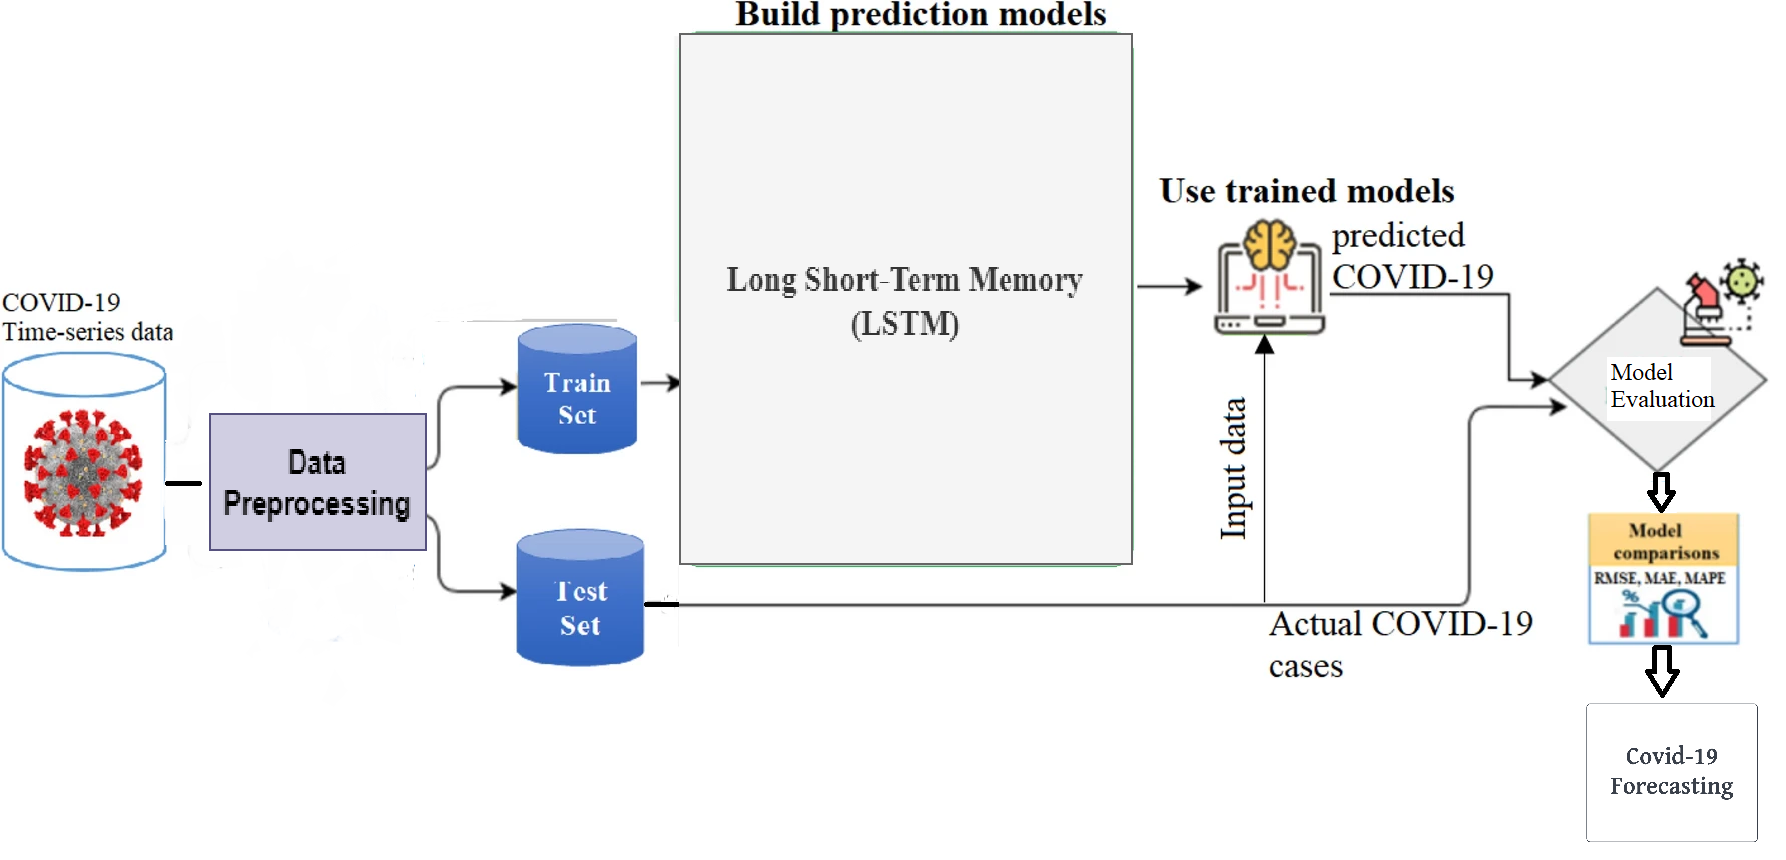 Build prediction models
Long Short-Term Memory
(LSTM)
Use trained models
predicted
COVID-19
COVID-19
Time-series data
Data
Preprocessing
Train
Set
Test
Set
Input data
Actual COVID-19
cases
Model
Evaluation
Model
comparisons
RMSE, MAE, MAPE
%
Covid-19
Forecasting